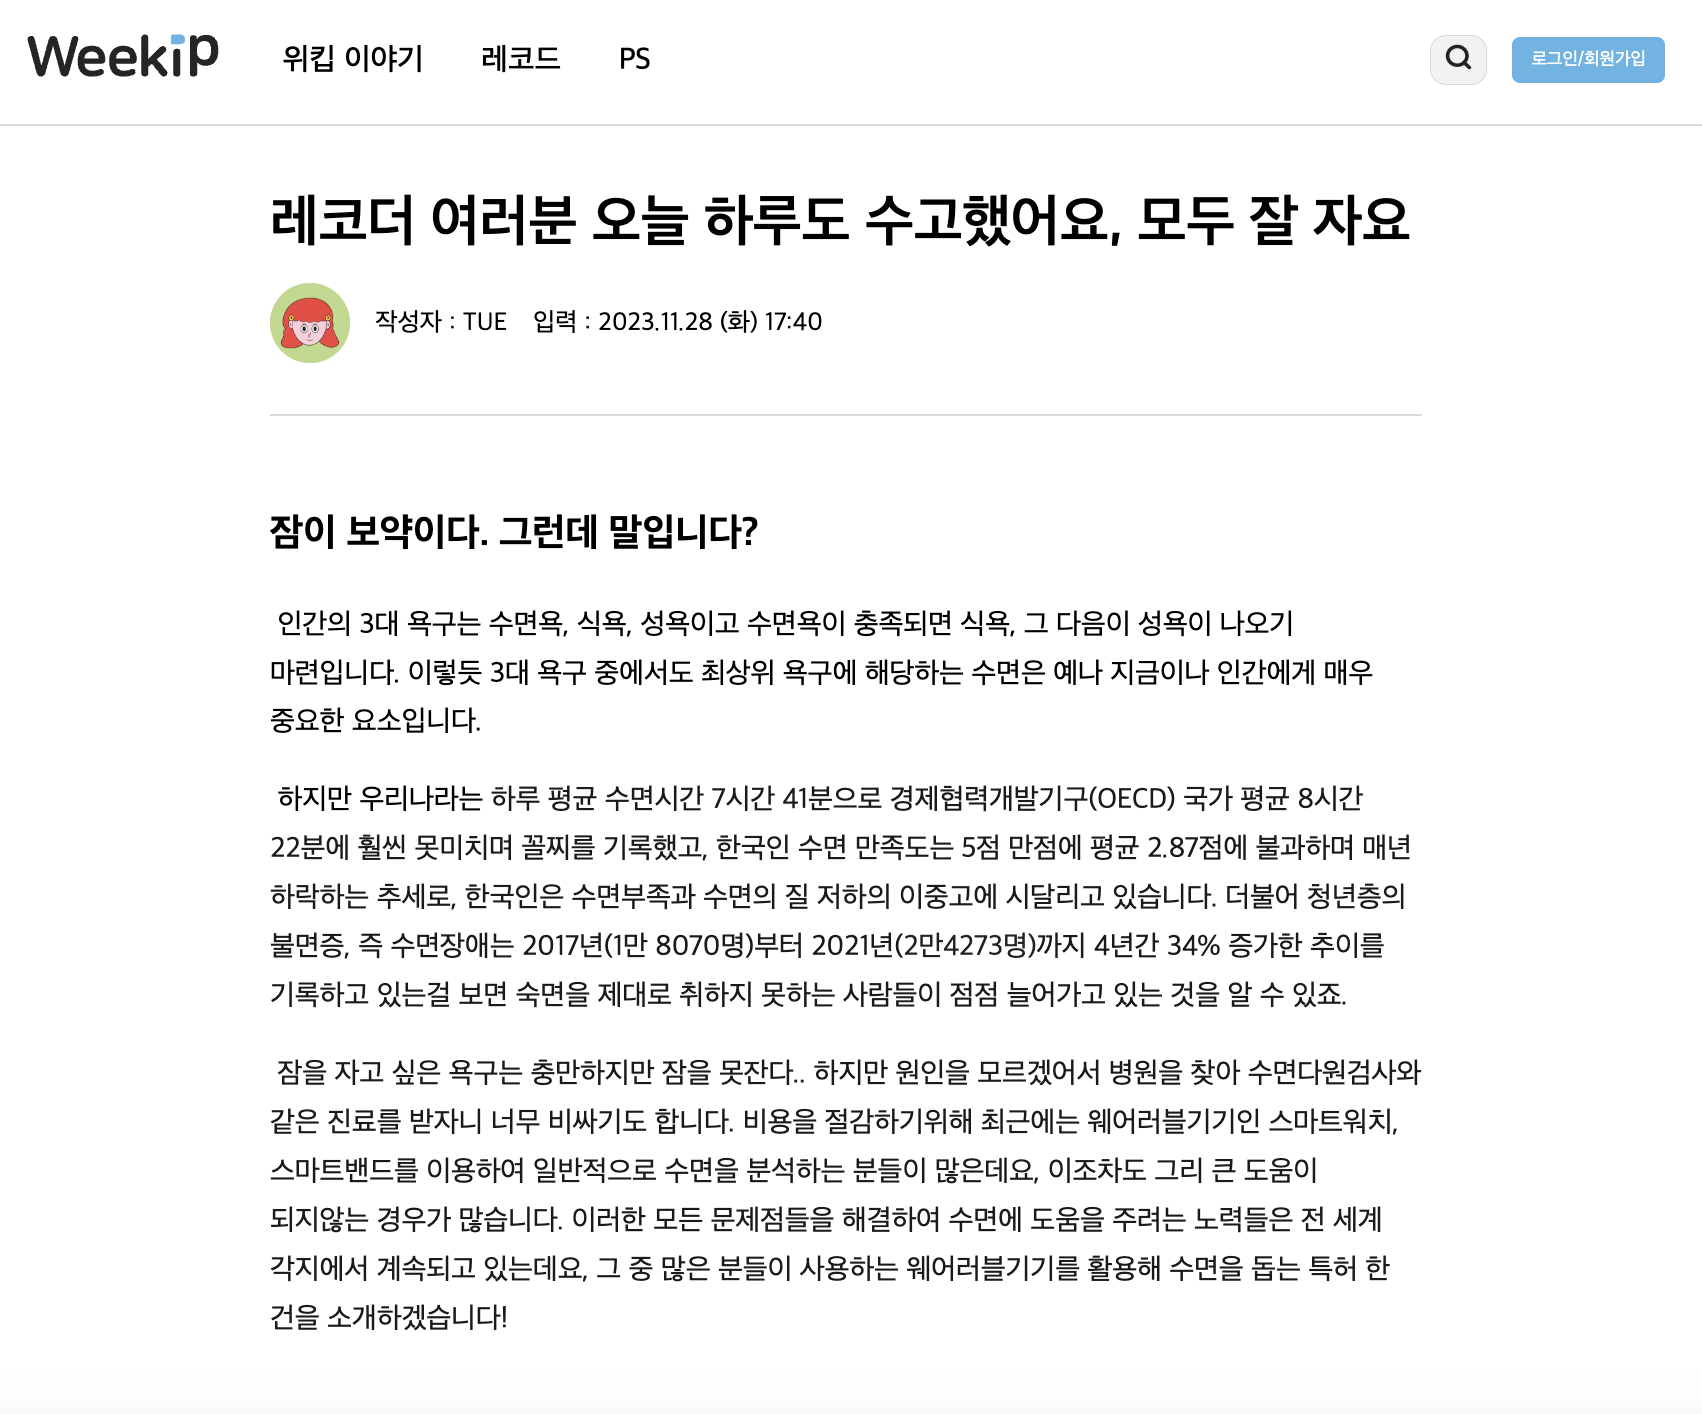 Weekip
위킵 이야기
레코드
PS
로그인/회원가입
레코더 여러분 오늘 하루도 수고했어요, 모두 잘 자요
작성자 : TUE 입력 : 2023.11.28 (화) 17:40
잠이 보약이다. 그런데 말입니다?
인간의 3대 욕구는 수면욕, 식욕, 성욕이고 수면욕이 충족되면 식욕, 그 다음이 성욕이 나오기
마련입니다. 이렇듯 3대 욕구 중에서도 최상위 욕구에 해당하는 수면은 예나 지금이나 인간에게 매우
중요한 요소입니다.
하지만 우리나라는 하루 평균 수면시간 7시간 41분으로 경제협력개발기구(OECD) 국가 평균 8시간
22분에 훨씬 못미치며 꼴찌를 기록했고, 한국인 수면 만족도는 5점 만점에 평균 2.87점에 불과하며 매년
하락하는 추세로, 한국인은 수면부족과 수면의 질 저하의 이중고에 시달리고 있습니다. 더불어 청년층의
불면증, 즉 수면장애는 2017년(1만 8070명)부터 2021년(2만4273명)까지 4년간 34% 증가한 추이를
기록하고 있는걸 보면 숙면을 제대로 취하지 못하는 사람들이 점점 늘어가고 있는 것을 알 수 있죠.
잠을 자고 싶은 욕구는 충만하지만 잠을 못잔다.. 하지만 원인을 모르겠어서 병원을 찾아 수면다원검사와
같은 진료를 받자니 너무 비싸기도 합니다. 비용을 절감하기위해 최근에는 웨어러블기기인 스마트워치,
스마트밴드를 이용하여 일반적으로 수면을 분석하는 분들이 많은데요, 이조차도 그리 큰 도움이
되지않는 경우가 많습니다. 이러한 모든 문제점들을 해결하여 수면에 도움을 주려는 노력들은 전 세계
각지에서 계속되고 있는데요, 그 중 많은 분들이 사용하는 웨어러블기기를 활용해 수면을 돕는 특허 한
건을 소개하겠습니다!